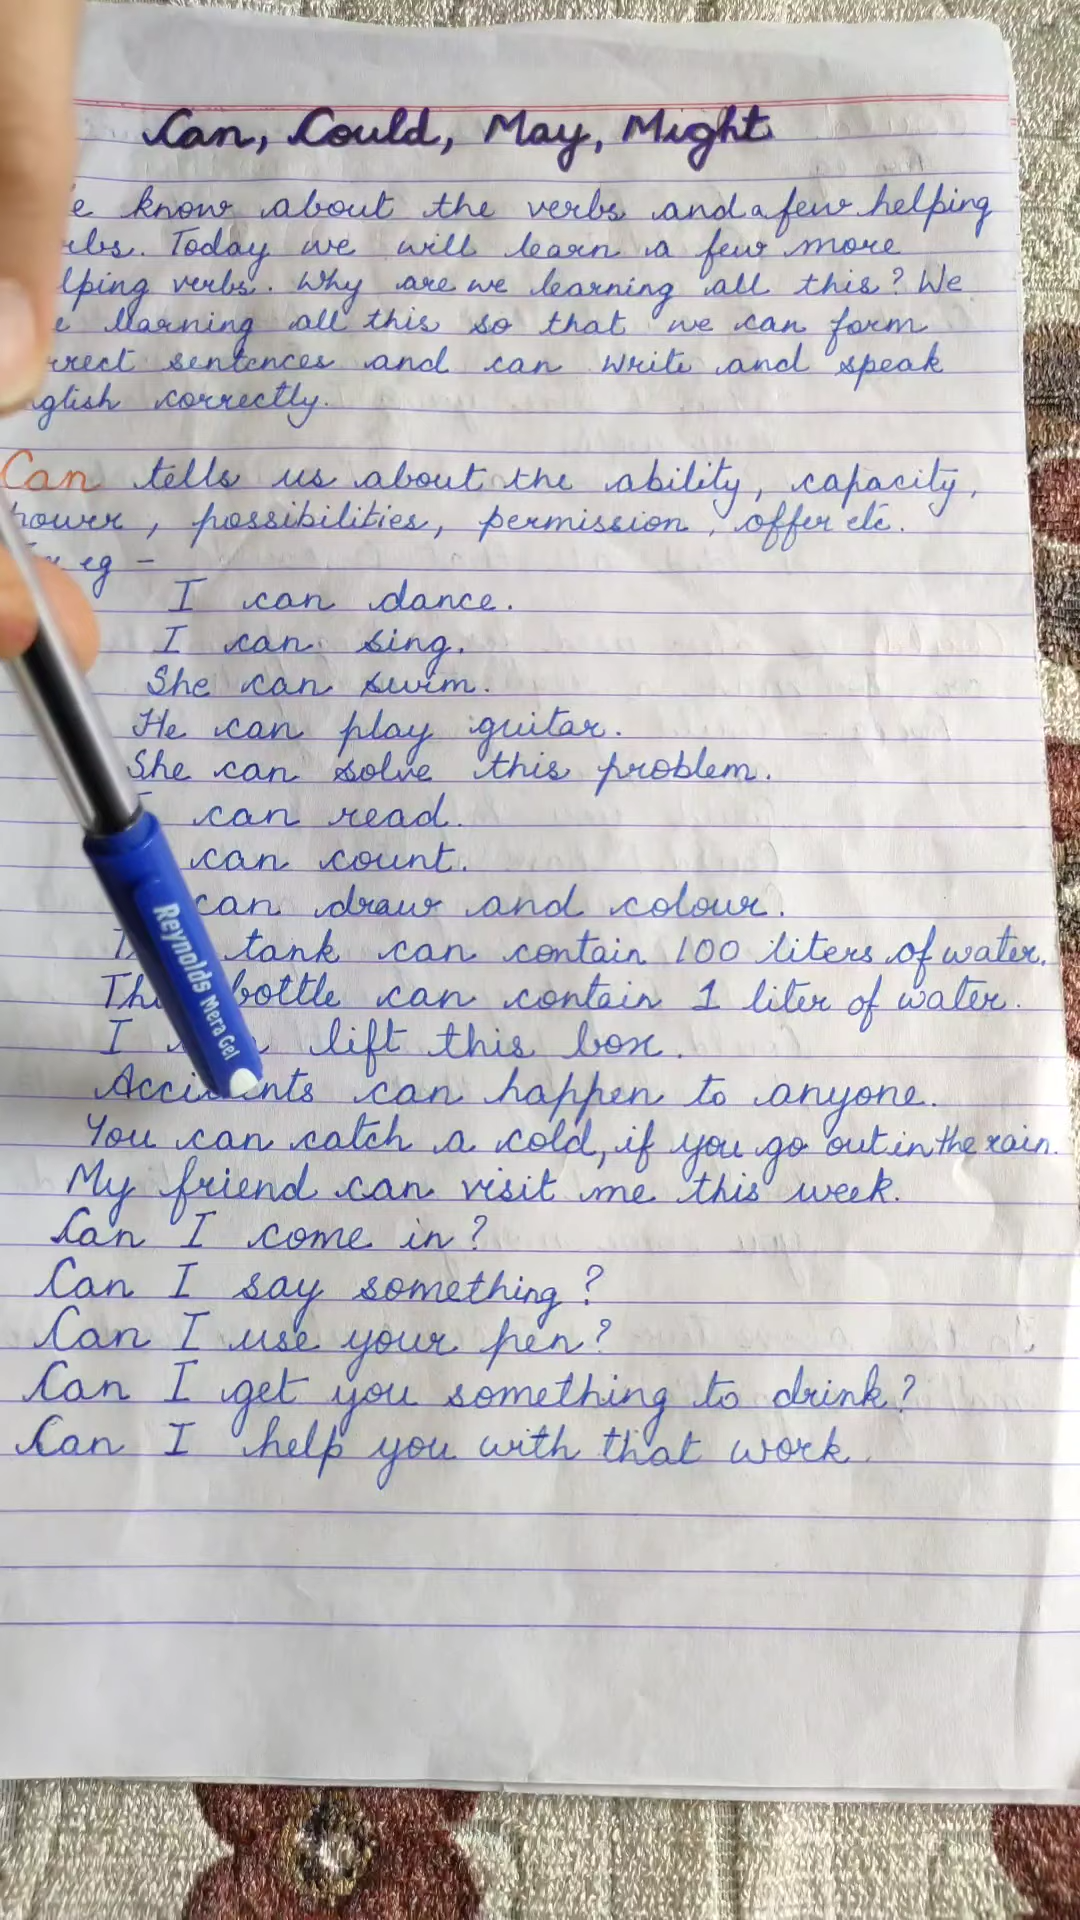 Can, Could, May, Might
know about the verbs and a few helping
Today we will learn a few more
verbs. Why are we learning all this? We
learning all this so that we can form
sentences and can write and speak
correctly.
Can tells us about the ability, capacity,
power, possibilities, permission, offer etc.
eg -
I can dance.
I can sing.
She can swim.
He can play guitar.
She can solve this problem.
can read.
can count.
can draw and colour.
tank can contain 100 liters of water.
bottle can contain 1 liter of water.
I lift this box.
Accidents can happen to anyone.
You can catch a cold, if you go out in the rain.
My friend can visit me this week.
Can I come in?
Can I say something?
Can I use your pen?
Can I get you something to drink?
Can I help you with that work.
Reynolds Mera Gel